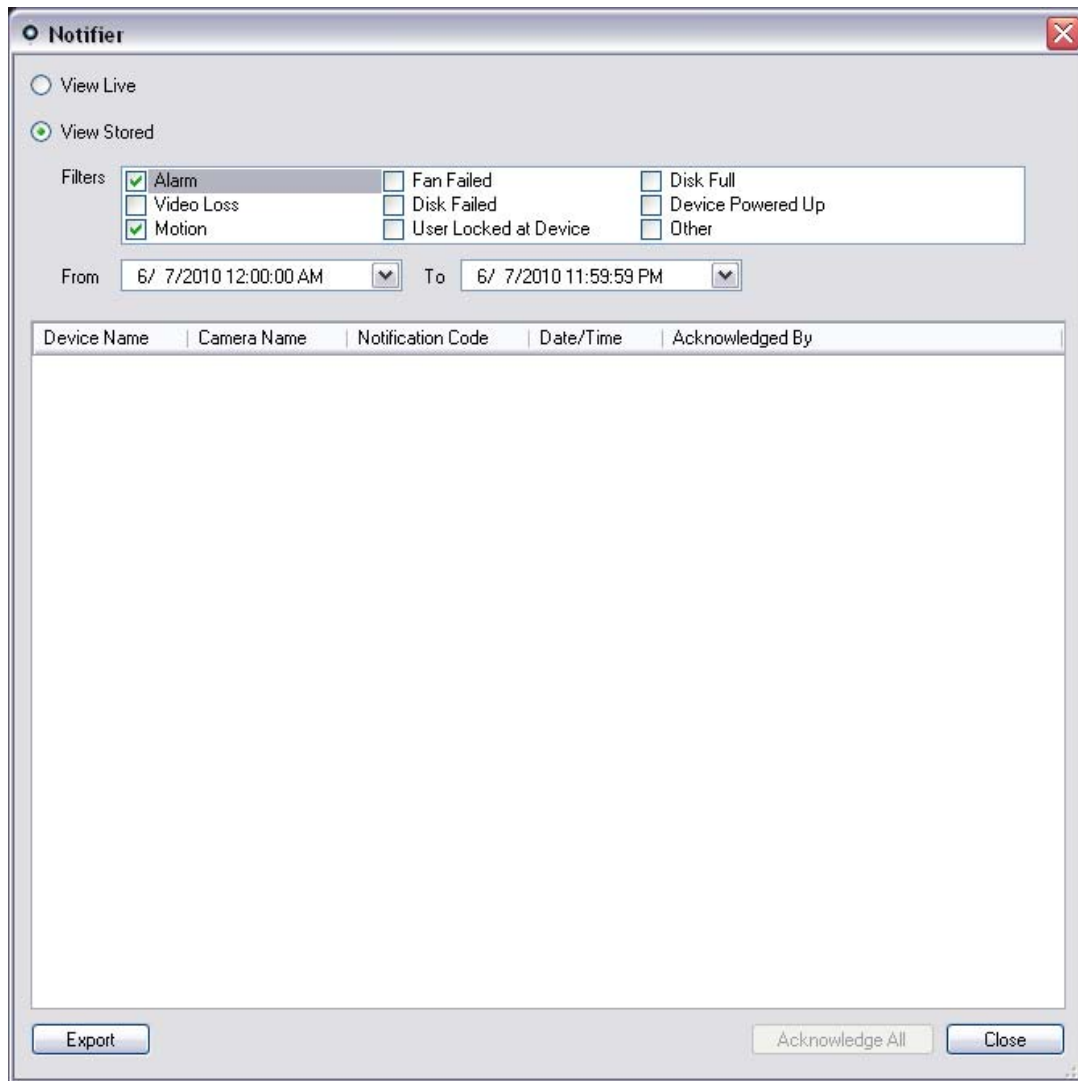 Notifier
View Live
View Stored
Filters Alarm Fan Failed Disk Full
Video Loss Disk Failed Device Powered Up
Motion User Locked at Device Other
From 6/ 7/2010 12:00:00 AM To 6/ 7/2010 11:59:59 PM
Device Name Camera Name Notification Code Date/Time Acknowledged By
Export Acknowledge All Close